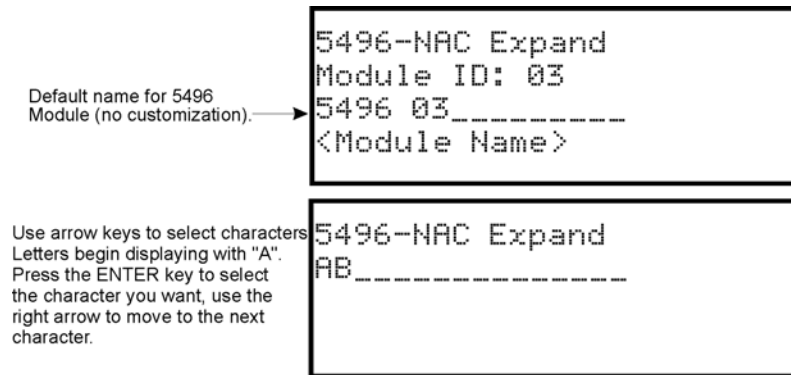 5496-NAC Expand
Module ID: 03
Default name for 5496
Module (no customization).
5496 03_________
<Module Name>
Use arrow keys to select characters
Letters begin displaying with "A".
Press the ENTER key to select
the character you want, use the
right arrow to move to the next
character.
5496-NAC Expand
AB______________